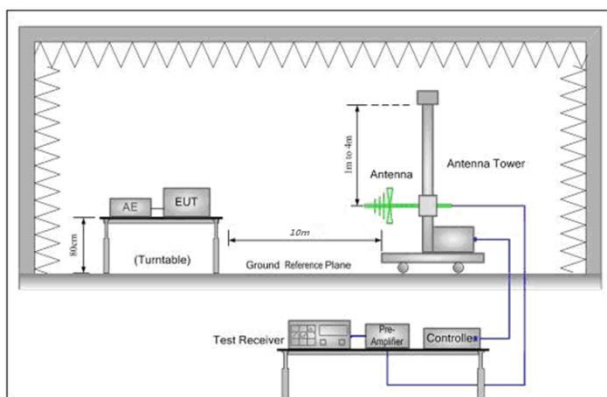 1m to 4m
Antenna
Antenna Tower
AE
EUT
80cm
(Turntable)
10m
Ground Reference Plane
Test Receiver
Pre-
Amplifier
Controller